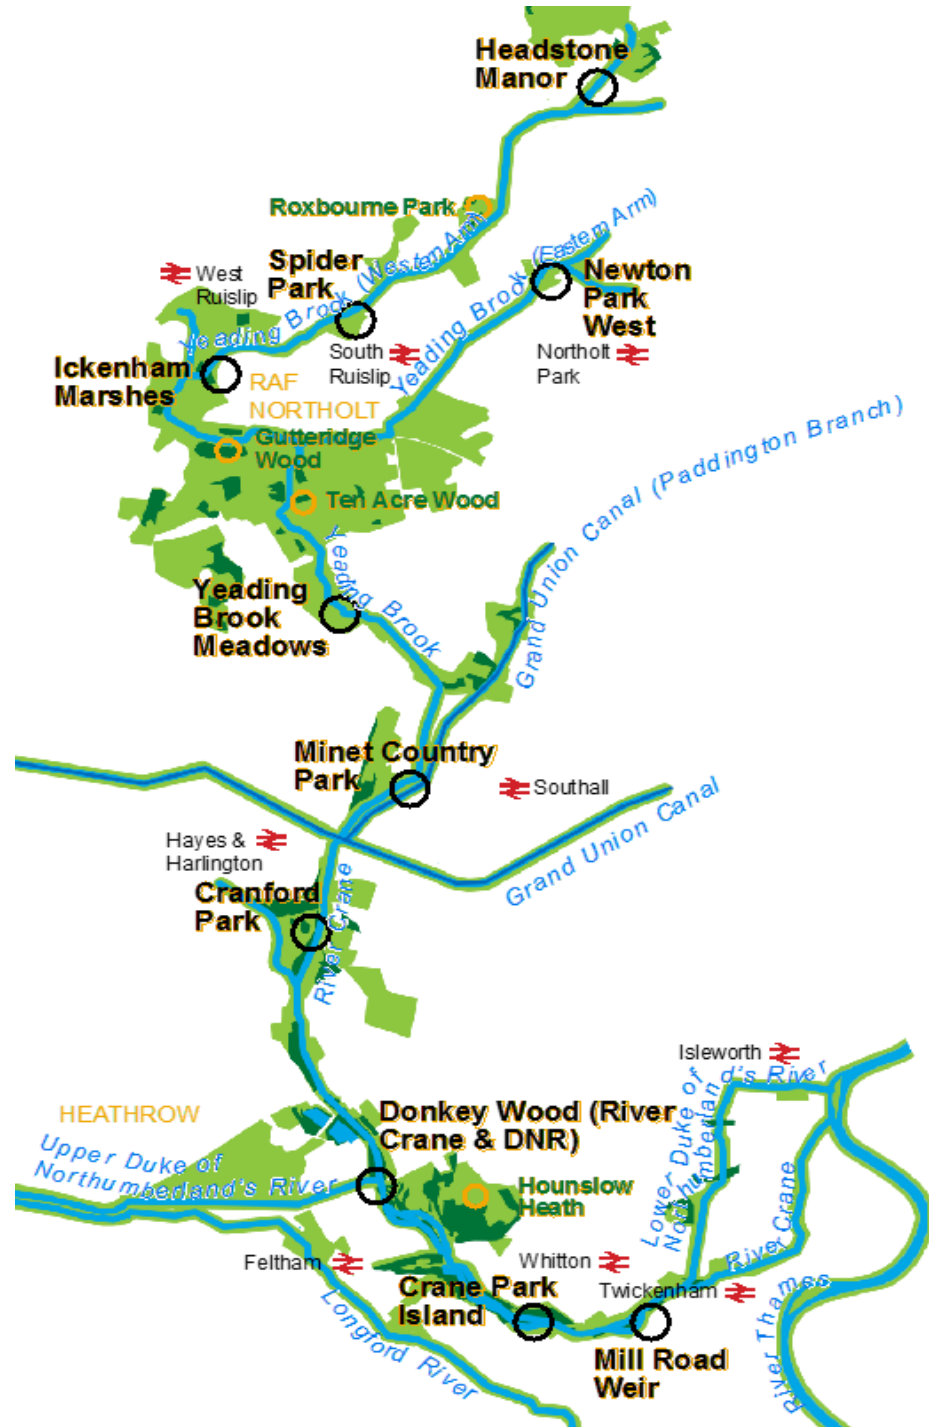 Headstone
Manor
Roxbourne Park
Yeading Brook (Western Arm)
Yeading Brook (Eastern Arm)
Spider
Park
West
Ruislip
Newton
Park
West
South
Ruislip
Northolt
Park
Ickenham
Marshes
RAF
NORTHOLT
Gutteridge
Wood
Ten Acre Wood
Grand Union Canal (Paddington Branch)
Yeading Brook
Yeading
Brook
Meadows
Minet Country
Park
Southall
Grand Union Canal
Hayes &
Harlington
Cranford
Park
River Crane
Isleworth
HEATHROW
Donkey Wood (River
Crane & DNR)
Upper Duke of
Northumberland's River
Lower Duke of
Northumberland's River
Hounslow
Heath
River Crane
Feltham
Whitton
Twickenham
Crane Park
Island
Longford River
River Thames
Mill Road
Weir